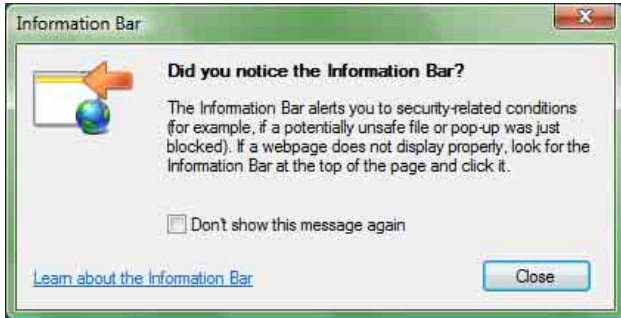 Information Bar
Did you notice the Information Bar?
The Information Bar alerts you to security-related conditions
(for example, if a potentially unsafe file or pop-up was just
blocked). If a webpage does not display properly, look for the
Information Bar at the top of the page and click it.
Don't show this message again
Learn about the Information Bar
Close